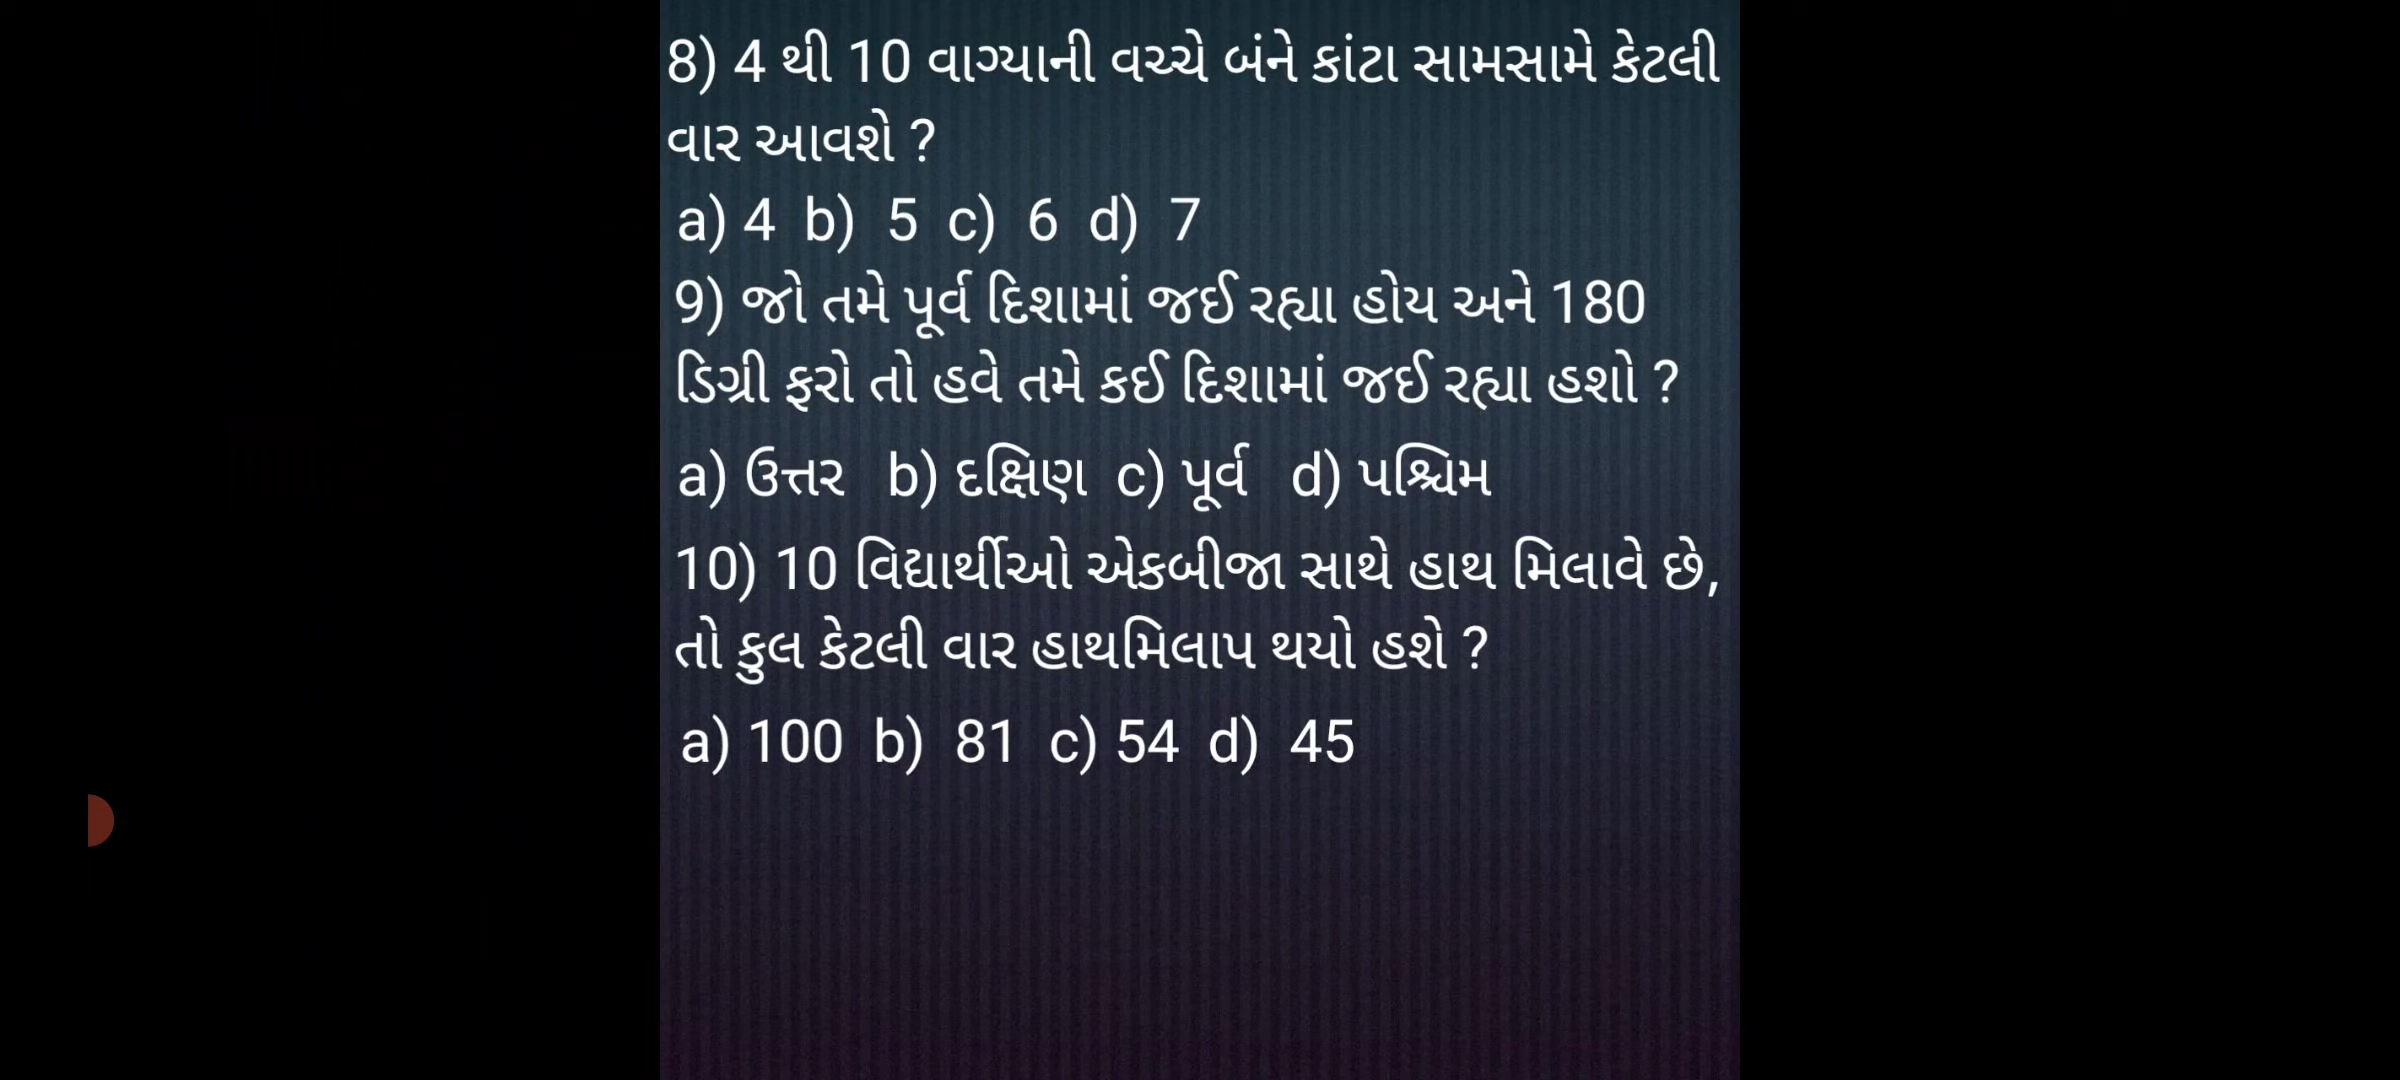 8) 4 થી 10 વાગ્યાની વચ્ચે બંને કાંટા સામસામે કેટલી
વાર આવશે ?
a) 4 b) 5 c) 6 d) 7
9) જો તમે પૂર્વ દિશામાં જઈ રહ્યા હોય અને 180
ડિગ્રી ફરો તો હવે તમે કઈ દિશામાં જઈ રહ્યા હશો ?
a) ઉત્તર b) દક્ષિણ c) પૂર્વ d) પશ્ચિમ
10) 10 વિદ્યાર્થીઓ એકબીજા સાથે હાથ મિલાવે છે,
તો કુલ કેટલી વાર હાથમિલાપ થયો હશે ?
a) 100 b) 81 c) 54 d) 45